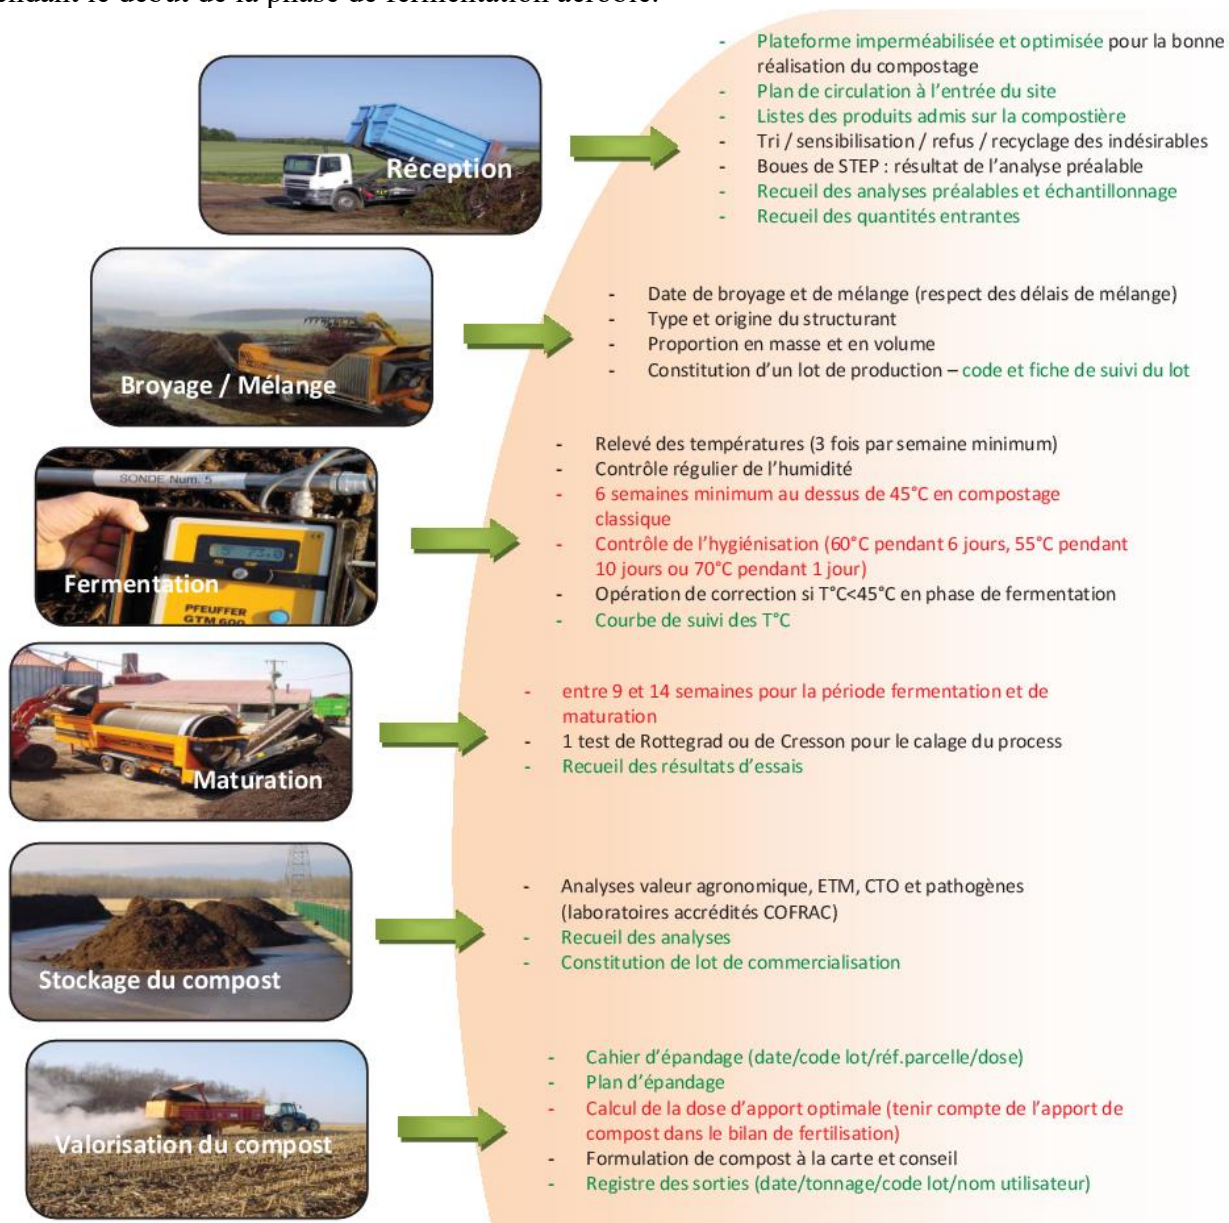 Réception
- Plateforme imperméabilisée et optimisée pour la bonne
réalisation du compostage
- Plan de circulation à l'entrée du site
- Listes des produits admis sur la compostière
- Tri / sensibilisation / refus / recyclage des indésirables
- Boues de STEP : résultat de l'analyse préalable
- Recueil des analyses préalables et échantillonnage
- Recueil des quantités entrantes
Broyage / Mélange
- Date de broyage et de mélange (respect des délais de mélange)
- Type et origine du structurant
- Proportion en masse et en volume
- Constitution d'un lot de production – code et fiche de suivi du lot
SONDE Num. 5
5 73.0
Fermentation
PFEUFFER
GTM 600
- Relevé des températures (3 fois par semaine minimum)
- Contrôle régulier de l'humidité
- 6 semaines minimum au dessus de 45°C en compostage
classique
- Contrôle de l'hygiénisation (60°C pendant 6 jours, 55°C pendant
10 jours ou 70°C pendant 1 jour)
- Opération de correction si T°C<45°C en phase de fermentation
- Courbe de suivi des T°C
Maturation
- entre 9 et 14 semaines pour la période fermentation et de
maturation
- 1 test de Rottegrad ou de Cresson pour le calage du process
- Recueil des résultats d'essais
Stockage du compost
- Analyses valeur agronomique, ETM, CTO et pathogènes
(laboratoires accrédités COFRAC)
- Recueil des analyses
- Constitution de lot de commercialisation
Valorisation du compost
- Cahier d'épandage (date/code lot/réf.parcelle/dose)
- Plan d'épandage
- Calcul de la dose d'apport optimale (tenir compte de l'apport de
compost dans le bilan de fertilisation)
- Formulation de compost à la carte et conseil
- Registre des sorties (date/tonnage/code lot/nom utilisateur)